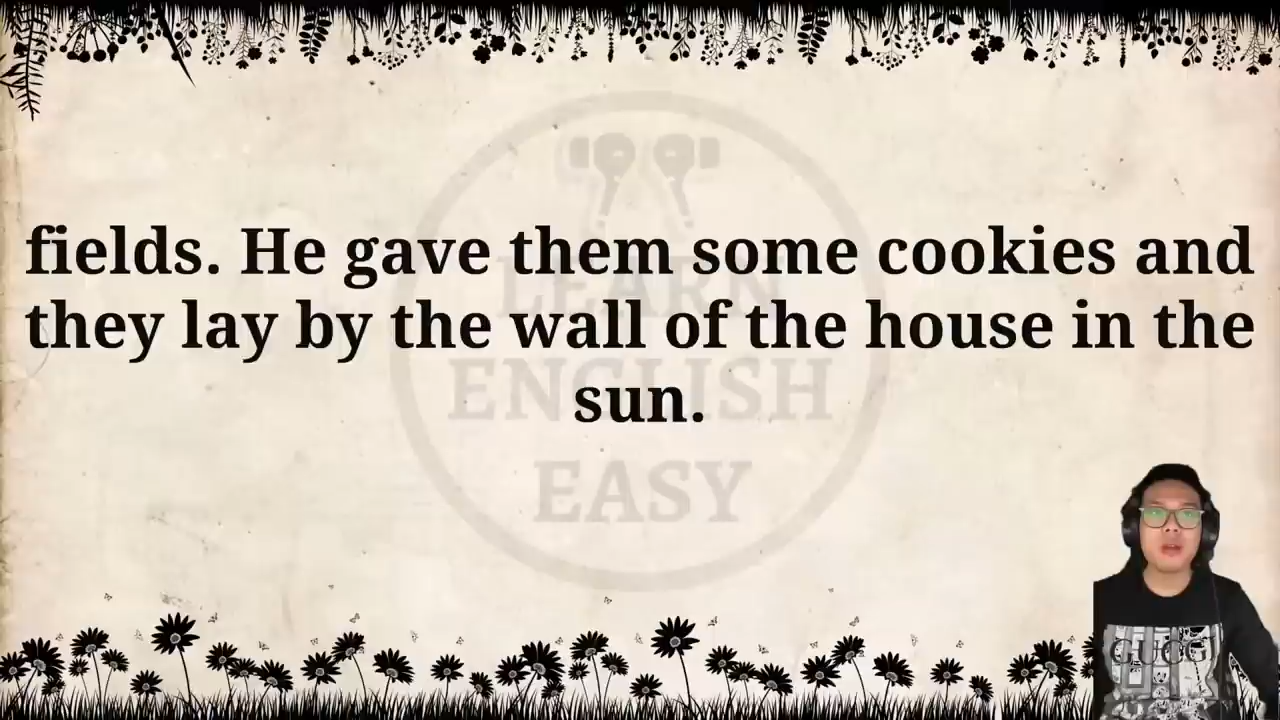 fields. He gave them some cookies and
they lay by the wall of the house in the
sun.
LEARN
ENGLISH
EASY
GUCCI